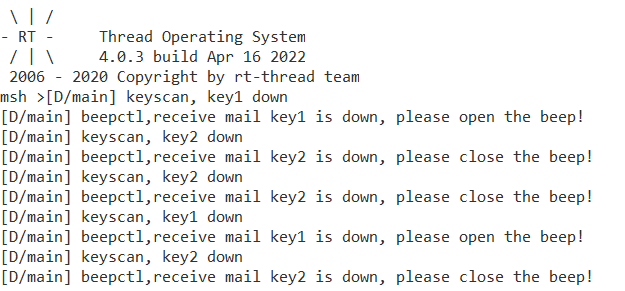 \ | /
- RT -     Thread Operating System
 / | \     4.0.3 build Apr 16 2022
 2006 - 2020 Copyright by rt-thread team
msh >[D/main] keyscan, key1 down
[D/main] beepctl,receive mail key1 is down, please open the beep!
[D/main] keyscan, key2 down
[D/main] beepctl,receive mail key2 is down, please close the beep!
[D/main] keyscan, key2 down
[D/main] beepctl,receive mail key2 is down, please close the beep!
[D/main] keyscan, key1 down
[D/main] beepctl,receive mail key1 is down, please open the beep!
[D/main] keyscan, key2 down
[D/main] beepctl,receive mail key2 is down, please close the beep!